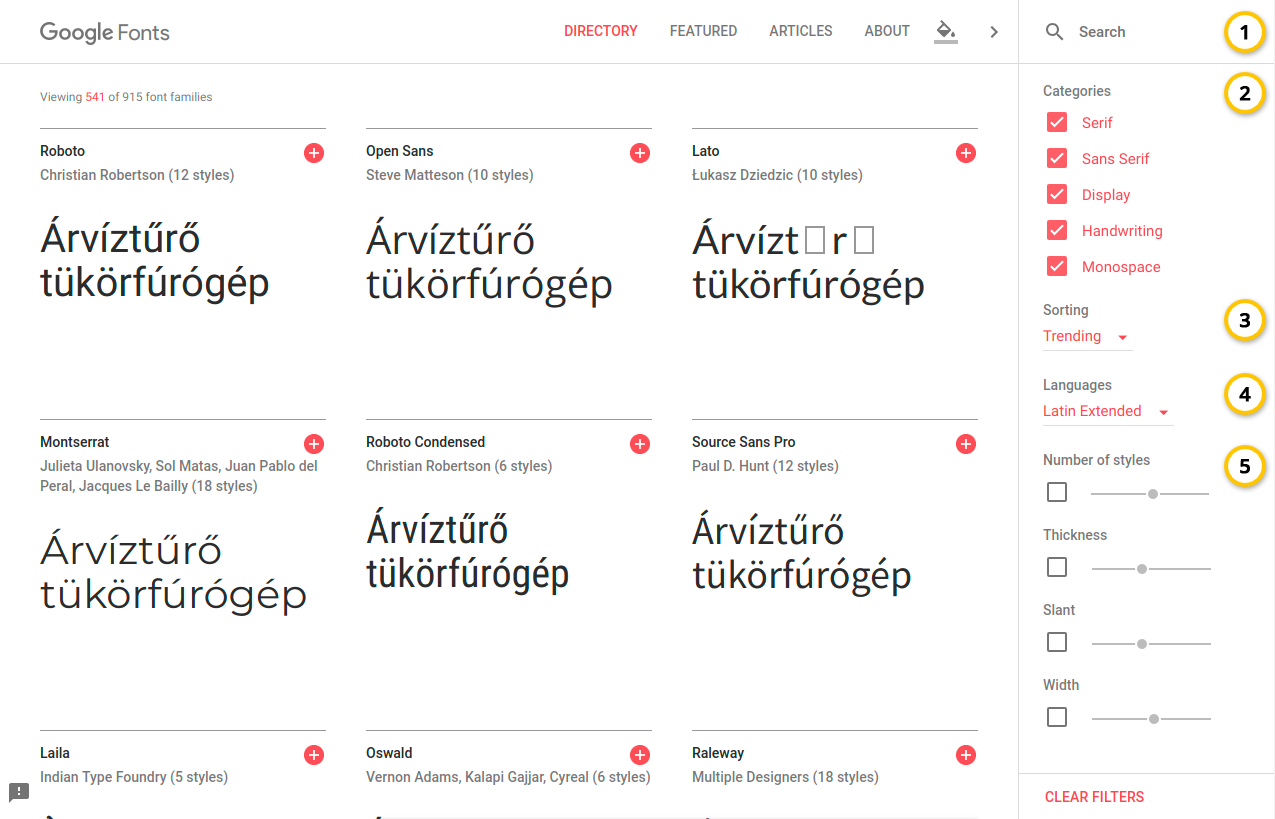 Google Fonts
DIRECTORY FEATURED ARTICLES ABOUT
Search
1
Viewing 541 of 915 font families
Roboto
Christian Robertson (12 styles)
Árvíztűrő
tükörfúrógép
Open Sans
Steve Matteson (10 styles)
Árvíztűrő
tükörfúrógép
Lato
Łukasz Dziedzic (10 styles)
Árvízt□r□
tükörfúrógép
Montserrat
Julieta Ulanovsky, Sol Matas, Juan Pablo del
Peral, Jacques Le Bailly (18 styles)
Árvíztűrő
tükörfúrógép
Roboto Condensed
Christian Robertson (6 styles)
Árvíztűrő
tükörfúrógép
Source Sans Pro
Paul D. Hunt (12 styles)
Árvíztűrő
tükörfúrógép
Laila
Indian Type Foundry (5 styles)
Oswald
Vernon Adams, Kalapi Gajjar, Cyreal (6 styles)
Raleway
Multiple Designers (18 styles)
Categories
2
Serif
Sans Serif
Display
Handwriting
Monospace
Sorting
3
Trending
Languages
4
Latin Extended
Number of styles
5
Thickness
Slant
Width
CLEAR FILTERS